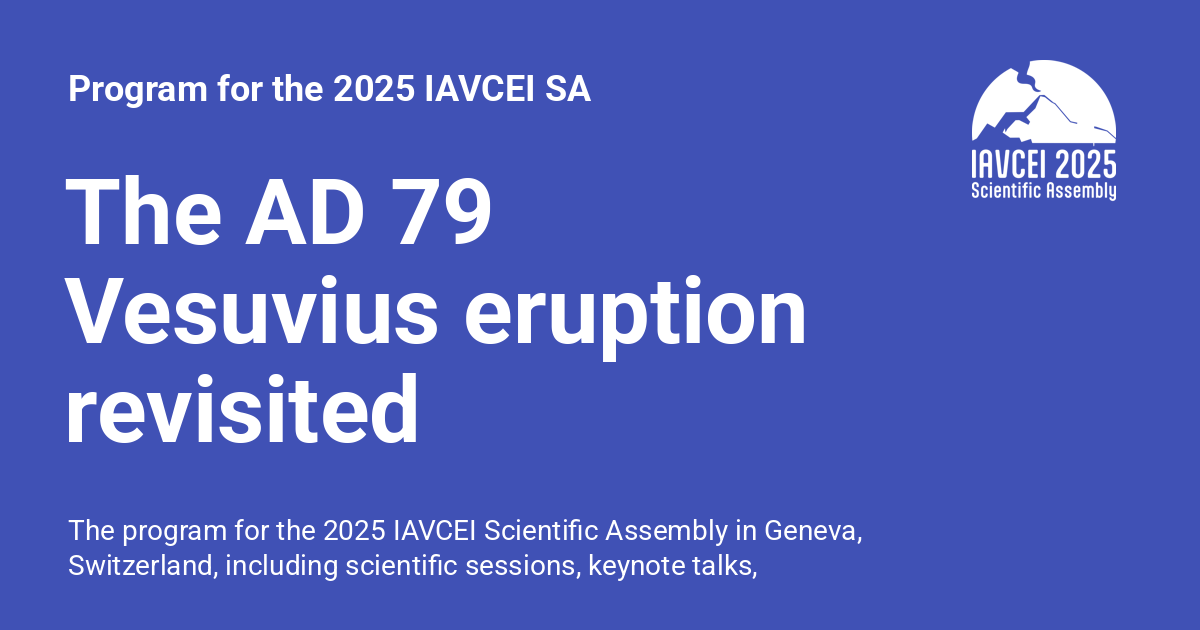 Program for the 2025 IAVCEI SA
IAVCEI 2025
Scientific Assembly
The AD 79
Vesuvius eruption
revisited
The program for the 2025 IAVCEI Scientific Assembly in Geneva,
Switzerland, including scientific sessions, keynote talks,